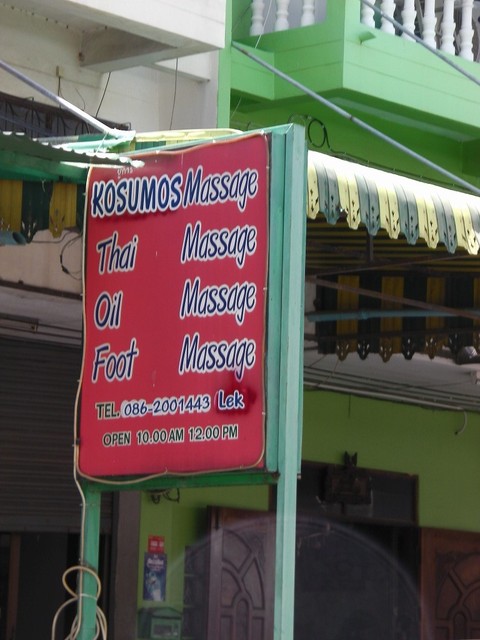 KOSUMOS Massage
Thai Massage
Oil Massage
Foot Massage
TEL. 086-2001443 Lek
OPEN 10.00 AM 12.00 PM